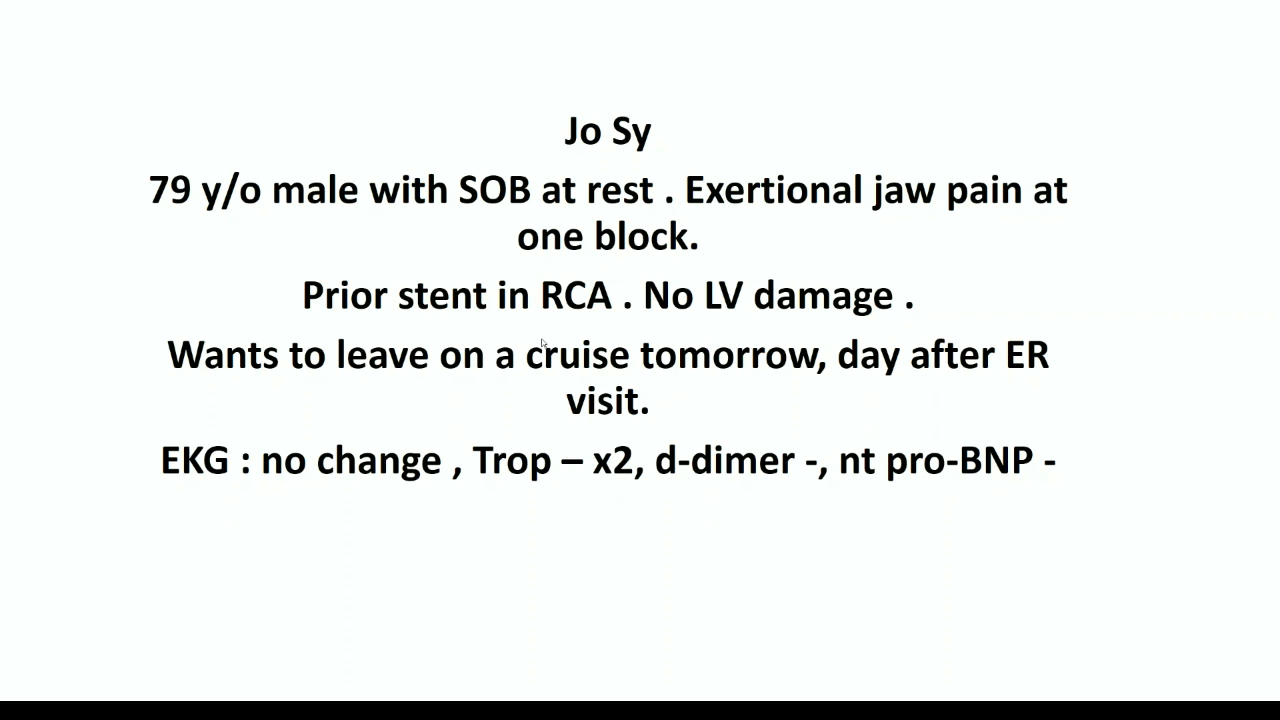 Jo Sy
79 y/o male with SOB at rest . Exertional jaw pain at
one block.
Prior stent in RCA . No LV damage .
Wants to leave on a cruise tomorrow, day after ER
visit.
EKG : no change , Trop – x2, d-dimer -, nt pro-BNP -